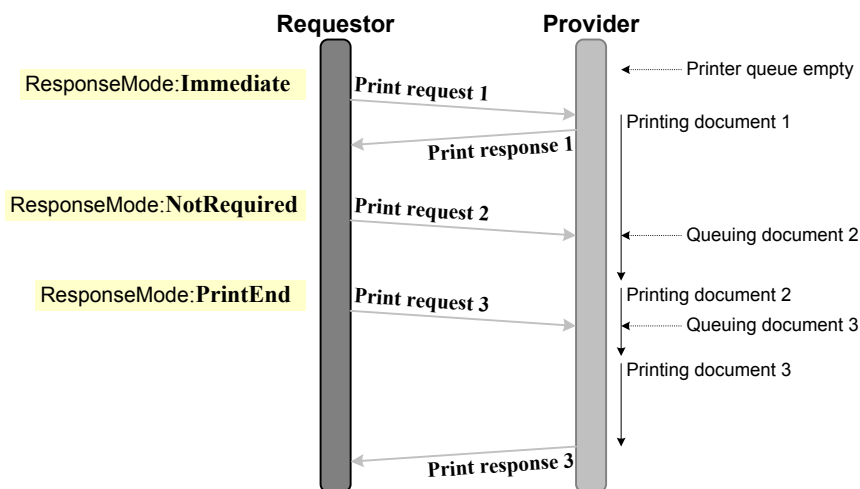 Requestor Provider
ResponseMode:Immediate Print request 1 Printer queue empty
Printing document 1
Print response 1
ResponseMode:NotRequired Print request 2
Queuing document 2
ResponseMode:PrintEnd Print request 3 Printing document 2
Queuing document 3
Printing document 3
Print response 3